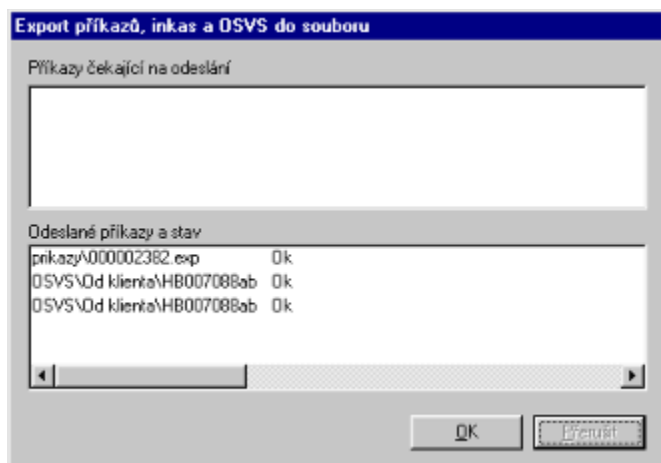 Export příkazů, inkas a OSVS do souboru
Příkazy čekající na odeslání
Odeslané příkazy a stav
prikazy\000002382.exp Ok
OSVS\Od klienta\HB007088ab Ok
OSVS\Od klienta\HB007088ab Ok
OK Přerušit